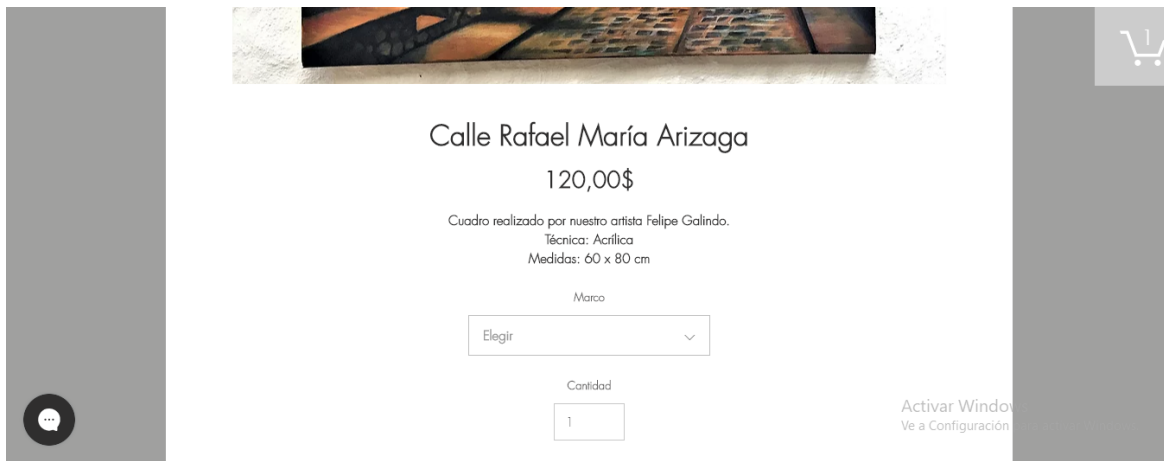 1
Calle Rafael María Arizaga
120,00$
Cuadro realizado por nuestro artista Felipe Galindo.
Técnica: Acrílica
Medidas: 60 x 80 cm
Marco
Elegir
Cantidad
1
Activar Window
Ve a Configuración